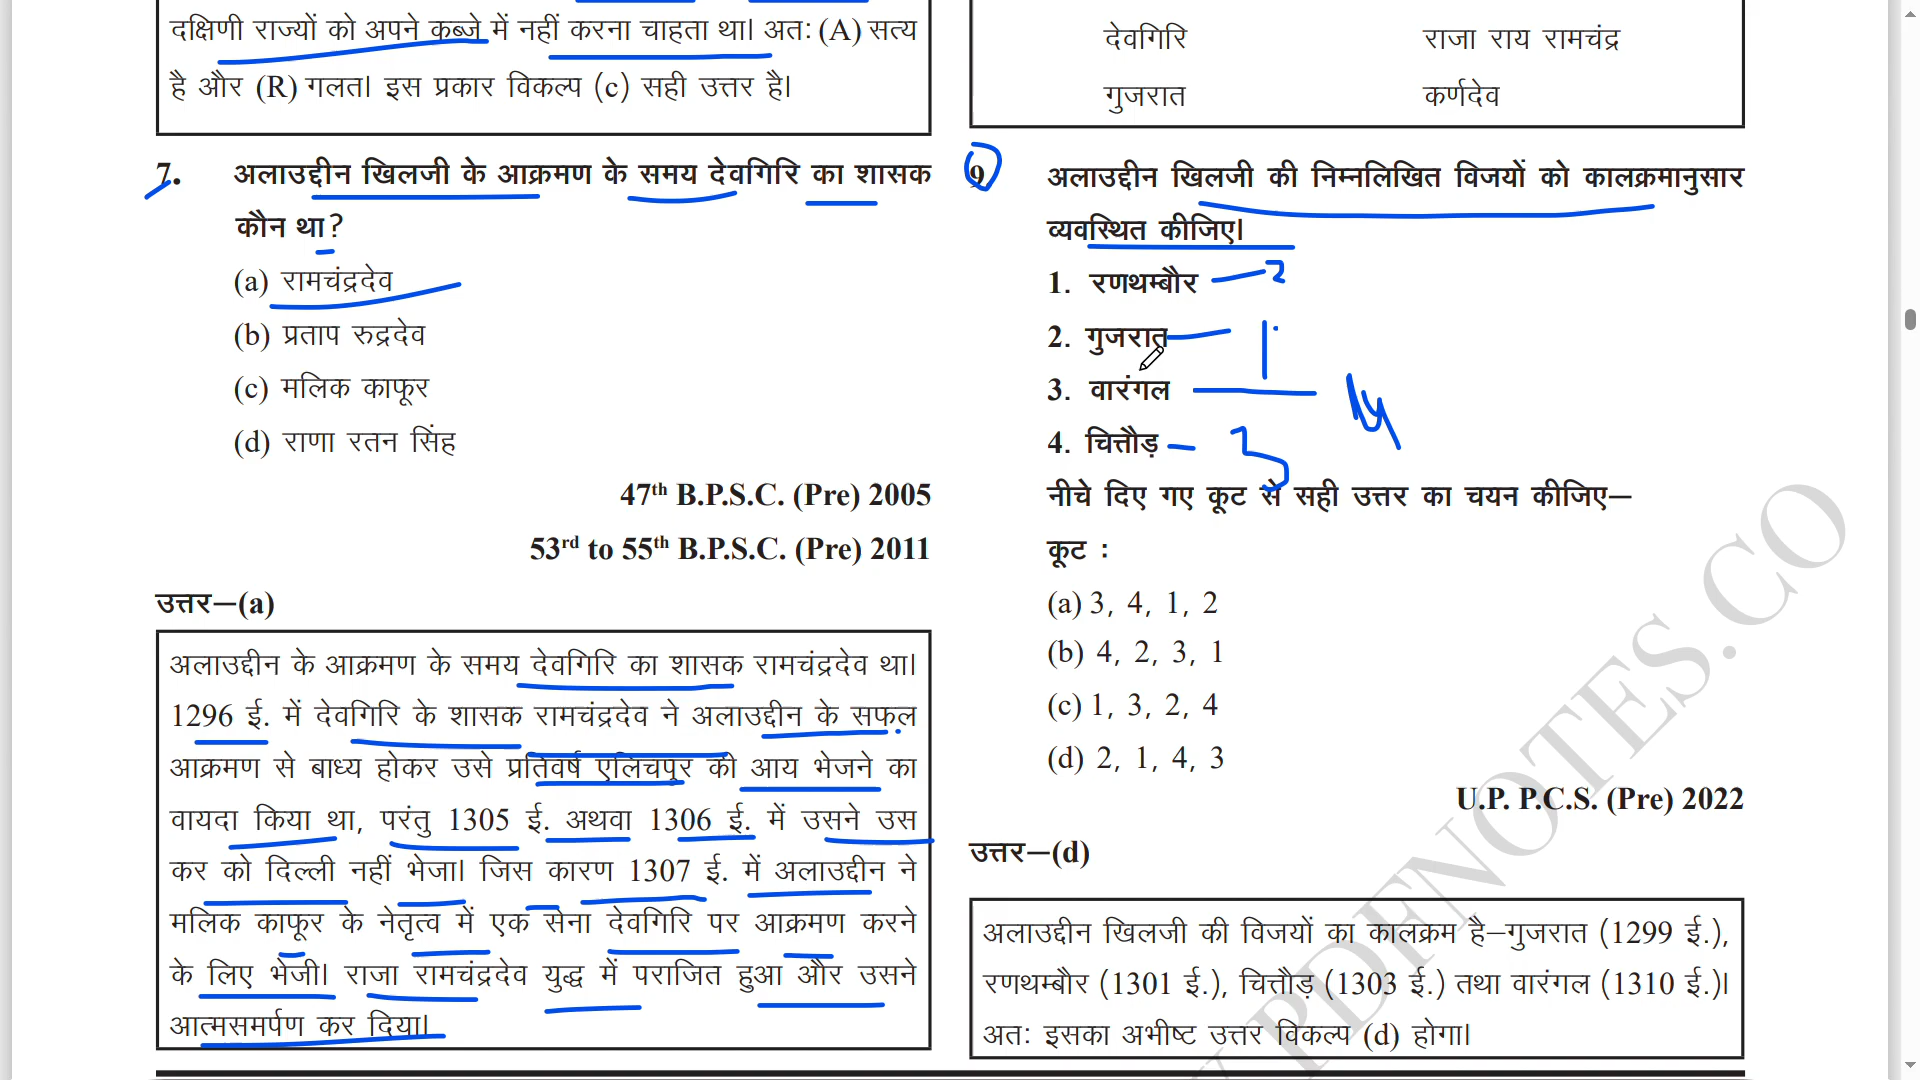 दक्षिणी राज्यों को अपने कब्जे में नहीं करना चाहता था। अतः (A) सत्य
है और (R) गलत। इस प्रकार विकल्प (c) सही उत्तर है।
7. अलाउद्दीन खिलजी के आक्रमण के समय देवगिरि का शासक
कौन था?
(a) रामचंद्रदेव
(b) प्रताप रुद्रदेव
(c) मलिक काफूर
(d) राणा रतन सिंह
47th B.P.S.C. (Pre) 2005
53rd to 55th B.P.S.C. (Pre) 2011
उत्तर–(a)
अलाउद्दीन के आक्रमण के समय देवगिरि का शासक रामचंद्रदेव था।
1296 ई. में देवगिरि के शासक रामचंद्रदेव ने अलाउद्दीन के सफल
आक्रमण से बाध्य होकर उसे प्रतिवर्ष एलिचपुर की आय भेजने का
वायदा किया था, परंतु 1305 ई. अथवा 1306 ई. में उसने उस
कर को दिल्ली नहीं भेजा। जिस कारण 1307 ई. में अलाउद्दीन ने
मलिक काफूर के नेतृत्व में एक सेना देवगिरि पर आक्रमण करने
के लिए भेजी। राजा रामचंद्रदेव युद्ध में पराजित हुआ और उसने
आत्मसमर्पण कर दिया।
देवगिरि राजा राय रामचंद्र
गुजरात कर्णदेव
9 अलाउद्दीन खिलजी की निम्नलिखित विजयों को कालक्रमानुसार
व्यवस्थित कीजिए।
1. रणथम्बौर 2
2. गुजरात 1
3. वारंगल
4. चित्तौड़ 3
नीचे दिए गए कूट से सही उत्तर का चयन कीजिए–
कूट :
(a) 3, 4, 1, 2
(b) 4, 2, 3, 1
(c) 1, 3, 2, 4
(d) 2, 1, 4, 3
U.P. P.C.S. (Pre) 2022
उत्तर–(d)
अलाउद्दीन खिलजी की विजयों का कालक्रम है–गुजरात (1299 ई.),
रणथम्बौर (1301 ई.), चित्तौड़ (1303 ई.) तथा वारंगल (1310 ई.)।
अतः इसका अभीष्ट उत्तर विकल्प (d) होगा।
PDFNOTES.CO